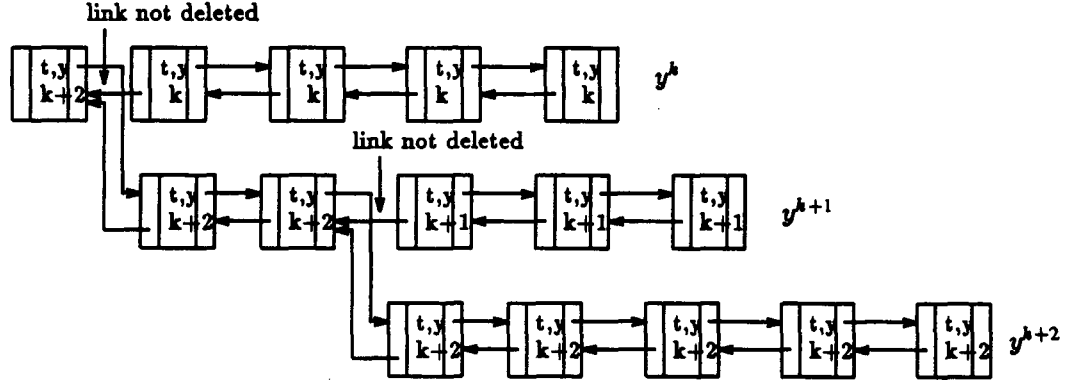 link not deleted
t,y t,y t,y t,y t,y
k+2 k k k k y^k
link not deleted
t,y t,y t,y t,y t,y
k+2 k+2 k+1 k+1 k+1 y^{k+1}
t,y t,y t,y t,y t,y
k+2 k+2 k+2 k+2 k+2 y^{k+2}